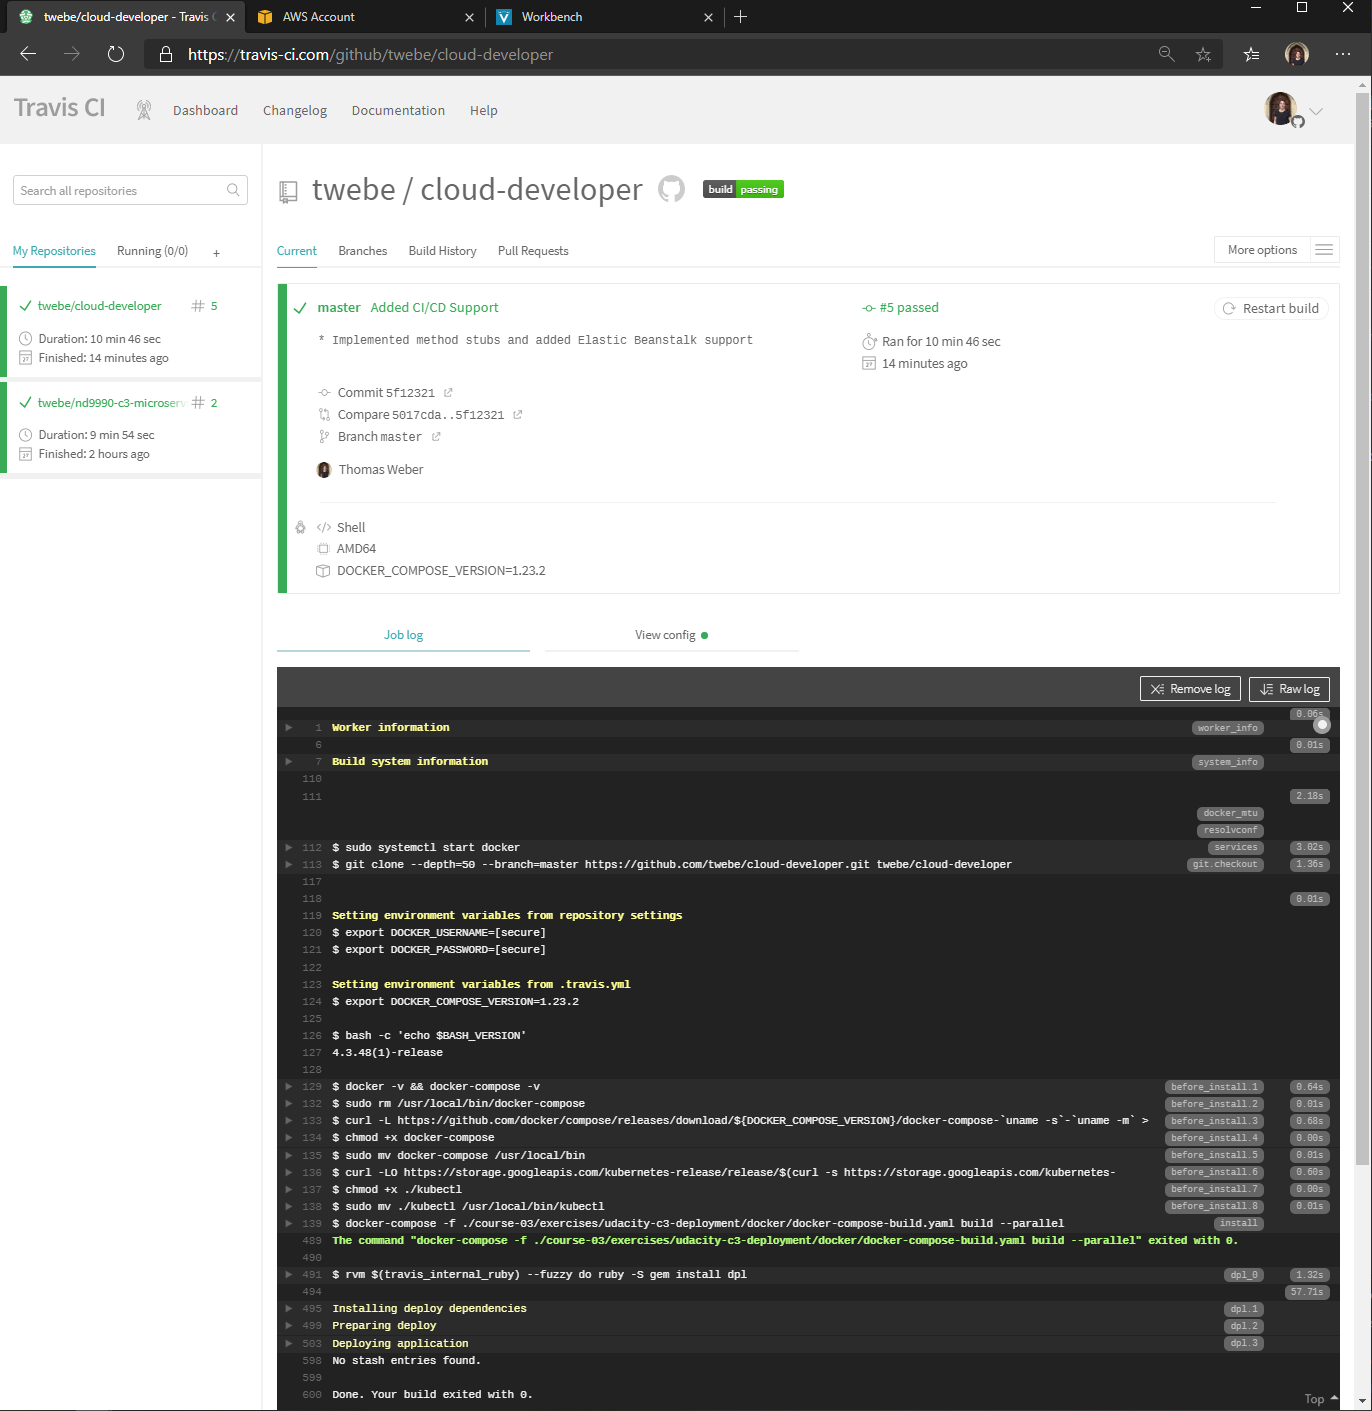 twebe/cloud-developer - Travis C
AWS Account
Workbench
https://travis-ci.com/github/twebe/cloud-developer
Travis CI
Dashboard
Changelog
Documentation
Help
Search all repositories
My Repositories
Running (0/0)
+
twebe/cloud-developer # 5
Duration: 10 min 46 sec
Finished: 14 minutes ago
twebe/nd9990-c3-microserv # 2
Duration: 9 min 54 sec
Finished: 2 hours ago
twebe / cloud-developer
build passing
Current
Branches
Build History
Pull Requests
More options
master Added CI/CD Support
* Implemented method stubs and added Elastic Beanstalk support
Commit 5f12321
Compare 5017cda..5f12321
Branch master
Thomas Weber
#5 passed
Ran for 10 min 46 sec
14 minutes ago
Restart build
</> Shell
AMD64
DOCKER_COMPOSE_VERSION=1.23.2
Job log
View config
Remove log
Raw log
0.06s
1 Worker information worker_info
6 0.01s
7 Build system information system_info
110
111 2.18s
docker_mtu
resolvconf
112 $ sudo systemctl start docker services 3.02s
113 $ git clone --depth=50 --branch=master https://github.com/twebe/cloud-developer.git twebe/cloud-developer git.checkout 1.36s
117
118 0.01s
119 Setting environment variables from repository settings
120 $ export DOCKER_USERNAME=[secure]
121 $ export DOCKER_PASSWORD=[secure]
122
123 Setting environment variables from .travis.yml
124 $ export DOCKER_COMPOSE_VERSION=1.23.2
125
126 $ bash -c 'echo $BASH_VERSION'
127 4.3.48(1)-release
128
129 $ docker -v && docker-compose -v before_install.1 0.64s
132 $ sudo rm /usr/local/bin/docker-compose before_install.2 0.01s
133 $ curl -L https://github.com/docker/compose/releases/download/${DOCKER_COMPOSE_VERSION}/docker-compose-`uname -s`-`uname -m` > before_install.3 0.68s
134 $ chmod +x docker-compose before_install.4 0.00s
135 $ sudo mv docker-compose /usr/local/bin before_install.5 0.01s
136 $ curl -LO https://storage.googleapis.com/kubernetes-release/release/$(curl -s https://storage.googleapis.com/kubernetes- before_install.6 0.60s
137 $ chmod +x ./kubectl before_install.7 0.00s
138 $ sudo mv ./kubectl /usr/local/bin/kubectl before_install.8 0.01s
139 $ docker-compose -f ./course-03/exercises/udacity-c3-deployment/docker/docker-compose-build.yaml build --parallel install
489 The command "docker-compose -f ./course-03/exercises/udacity-c3-deployment/docker/docker-compose-build.yaml build --parallel" exited with 0.
490
491 $ rvm $(travis_internal_ruby) --fuzzy do ruby -S gem install dpl dpl_0 1.32s
494 57.71s
495 Installing deploy dependencies dpl.1
499 Preparing deploy dpl.2
503 Deploying application dpl.3
598 No stash entries found.
599
600 Done. Your build exited with 0.
Top